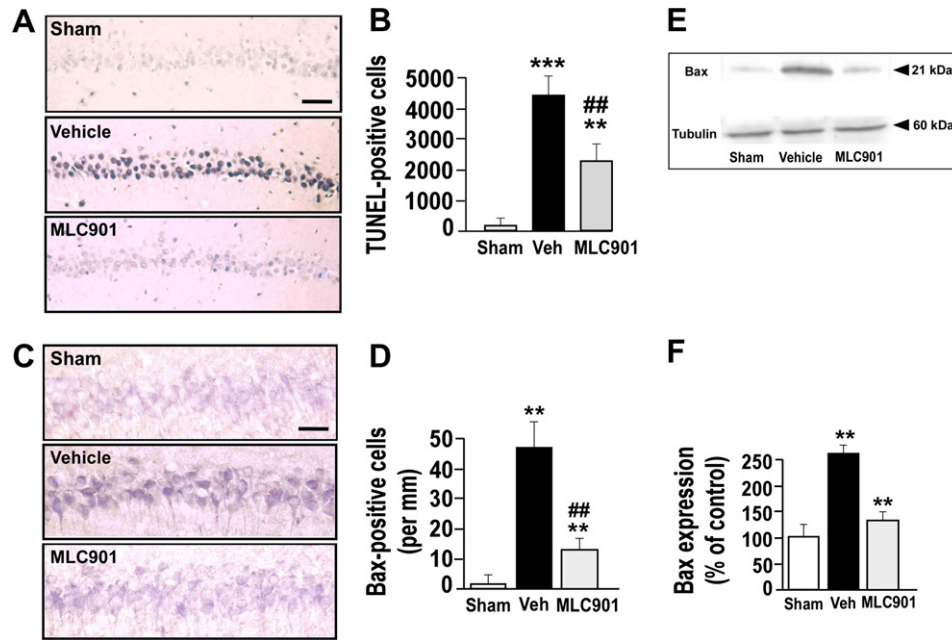 A
Sham
Vehicle
MLC901
B
TUNEL-positive cells
5000
4000
3000
2000
1000
0
***
##
**
Sham Veh MLC901
E
Bax
21 kDa
Tubulin
60 kDa
Sham Vehicle MLC901
C
Sham
Vehicle
MLC901
D
Bax-positive cells
(per mm)
50
40
30
20
10
0
**
##
**
Sham Veh MLC901
F
Bax expression
(% of control)
250
200
150
100
50
0
**
**
Sham Veh MLC901